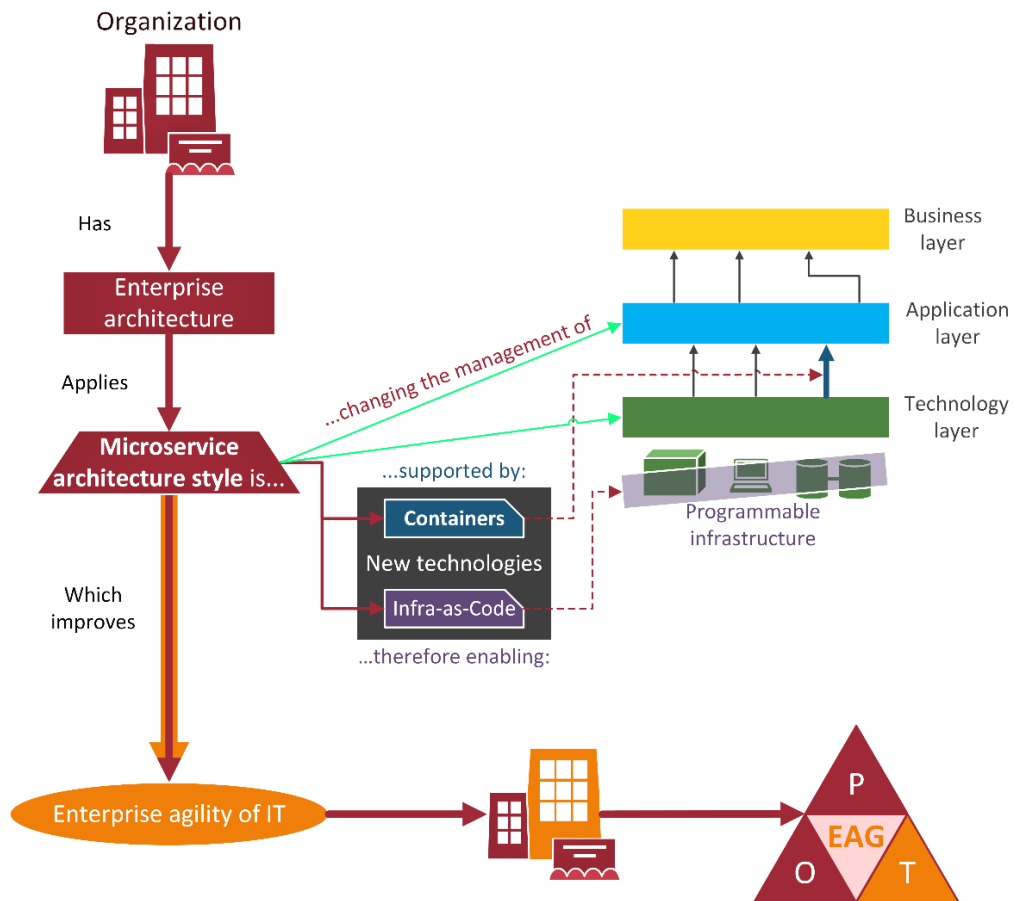 Organization
Has
Enterprise
architecture
Applies
Microservice
architecture style is...
Which
improves
Enterprise agility of IT
...changing the management of
...supported by:
Containers
New technologies
Infra-as-Code
...therefore enabling:
Business
layer
Application
layer
Technology
layer
Programmable
infrastructure
P
EAG
O
T